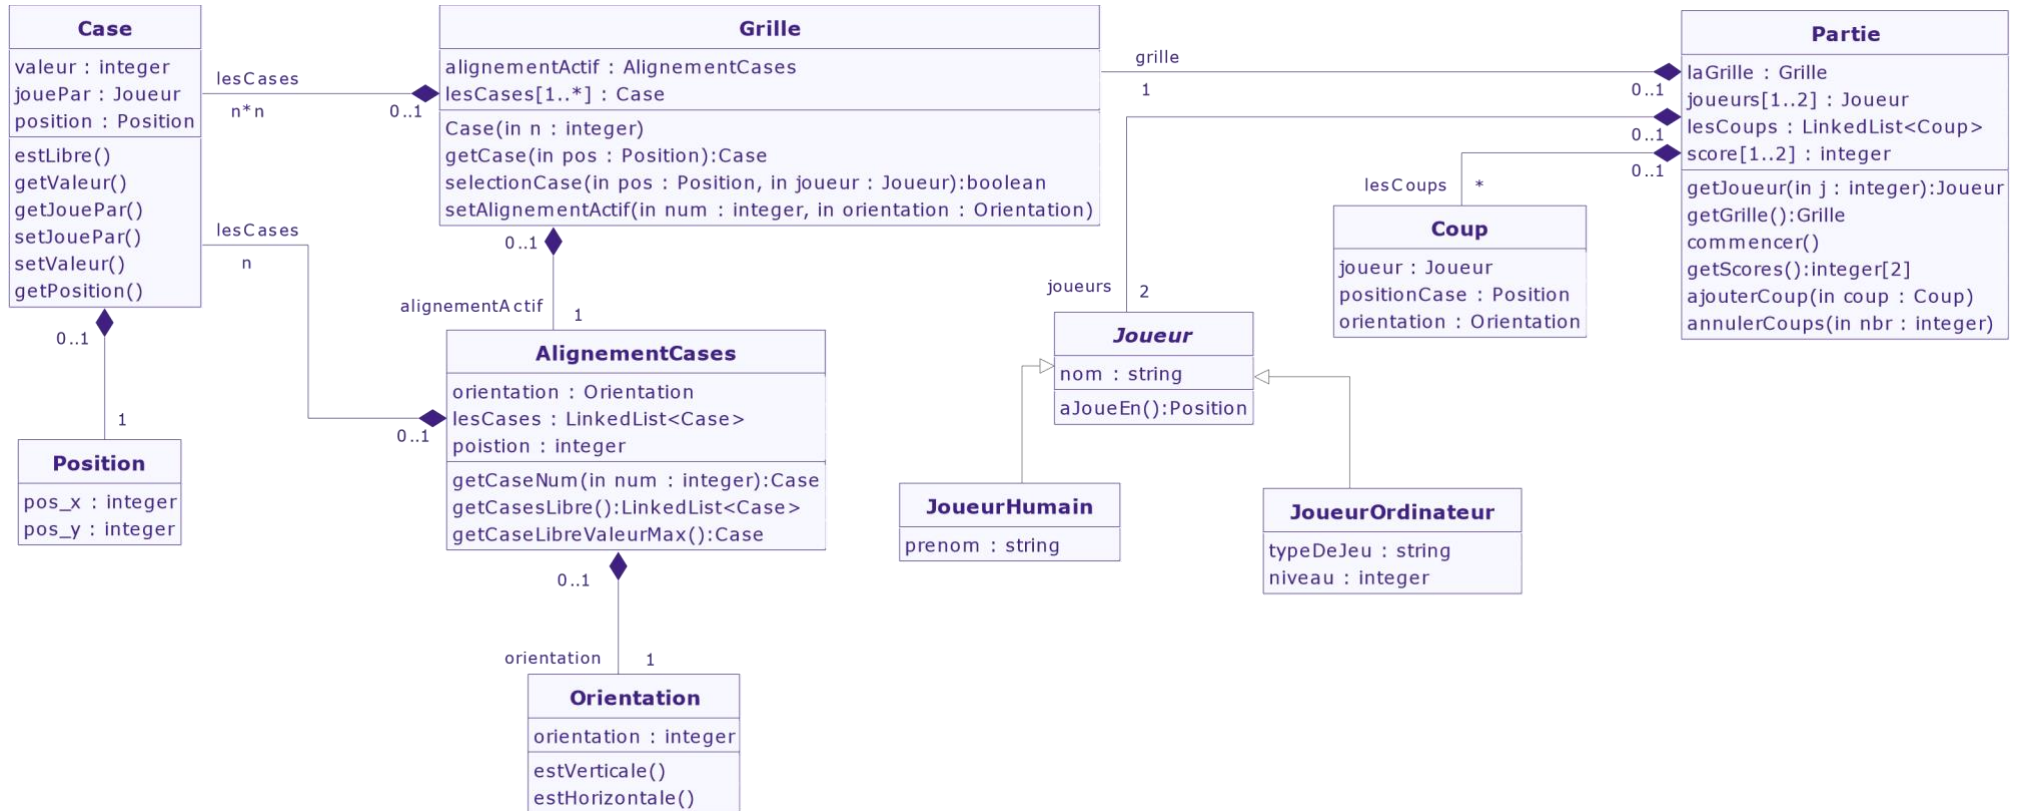 Case
valeur : integer
jouePar : Joueur
position : Position
estLibre()
getValeur()
getJouePar()
setJouePar()
setValeur()
getPosition()
lesCases
n*n
0..1
lesCases
n
0..1
1
Position
pos_x : integer
pos_y : integer
Grille
alignementActif : AlignementCases
lesCases[1..*] : Case
Case(in n : integer)
getCase(in pos : Position):Case
selectionCase(in pos : Position, in joueur : Joueur):boolean
setAlignementActif(in num : integer, in orientation : Orientation)
0..1
alignementActif
1
0..1
AlignementCases
orientation : Orientation
lesCases : LinkedList<Case>
poistion : integer
getCaseNum(in num : integer):Case
getCasesLibre():LinkedList<Case>
getCaseLibreValeurMax():Case
0..1
orientation
1
Orientation
orientation : integer
estVerticale()
estHorizontale()
grille
1
0..1
0..1
0..1
lesCoups
*
joueurs
2
Coup
joueur : Joueur
positionCase : Position
orientation : Orientation
Joueur
nom : string
aJoueEn():Position
JoueurHumain
prenom : string
JoueurOrdinateur
typeDeJeu : string
niveau : integer
Partie
laGrille : Grille
joueurs[1..2] : Joueur
lesCoups : LinkedList<Coup>
score[1..2] : integer
getJoueur(in j : integer):Joueur
getGrille():Grille
commencer()
getScores():integer[2]
ajouterCoup(in coup : Coup)
annulerCoups(in nbr : integer)